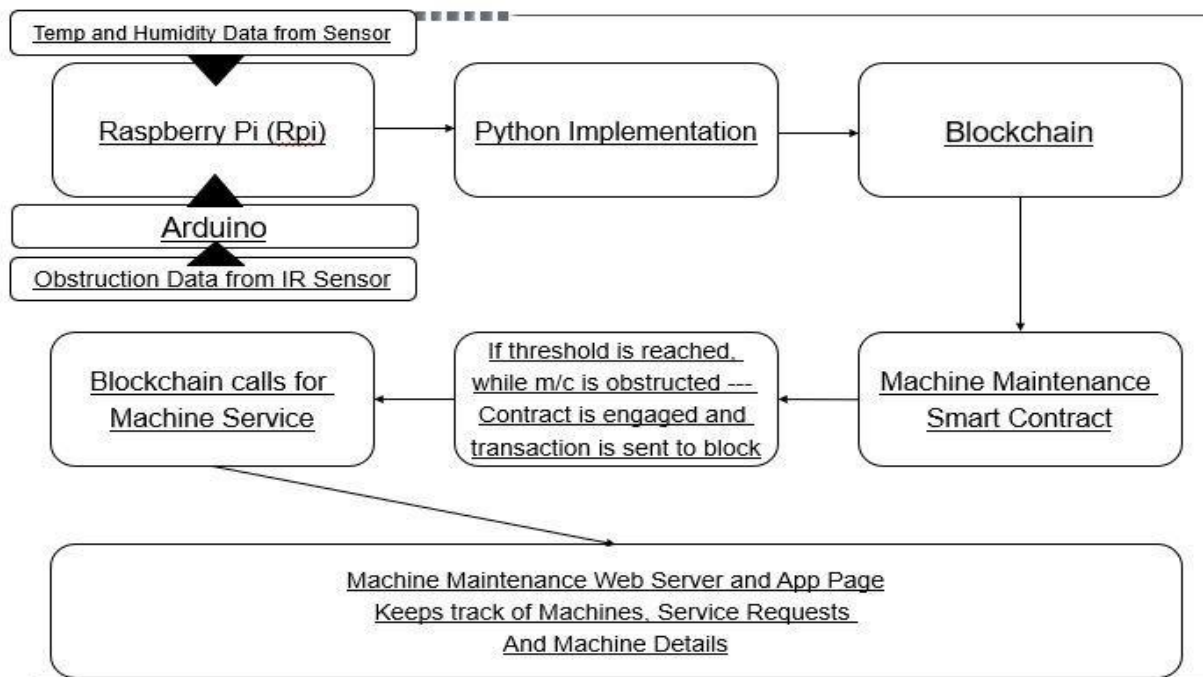 Temp and Humidity Data from Sensor
Raspberry Pi (Rpi)
Python Implementation
Blockchain
Arduino
Obstruction Data from IR Sensor
Blockchain calls for
Machine Service
If threshold is reached,
while m/c is obstructed ---
Contract is engaged and
transaction is sent to block
Machine Maintenance
Smart Contract
Machine Maintenance Web Server and App Page
Keeps track of Machines, Service Requests
And Machine Details